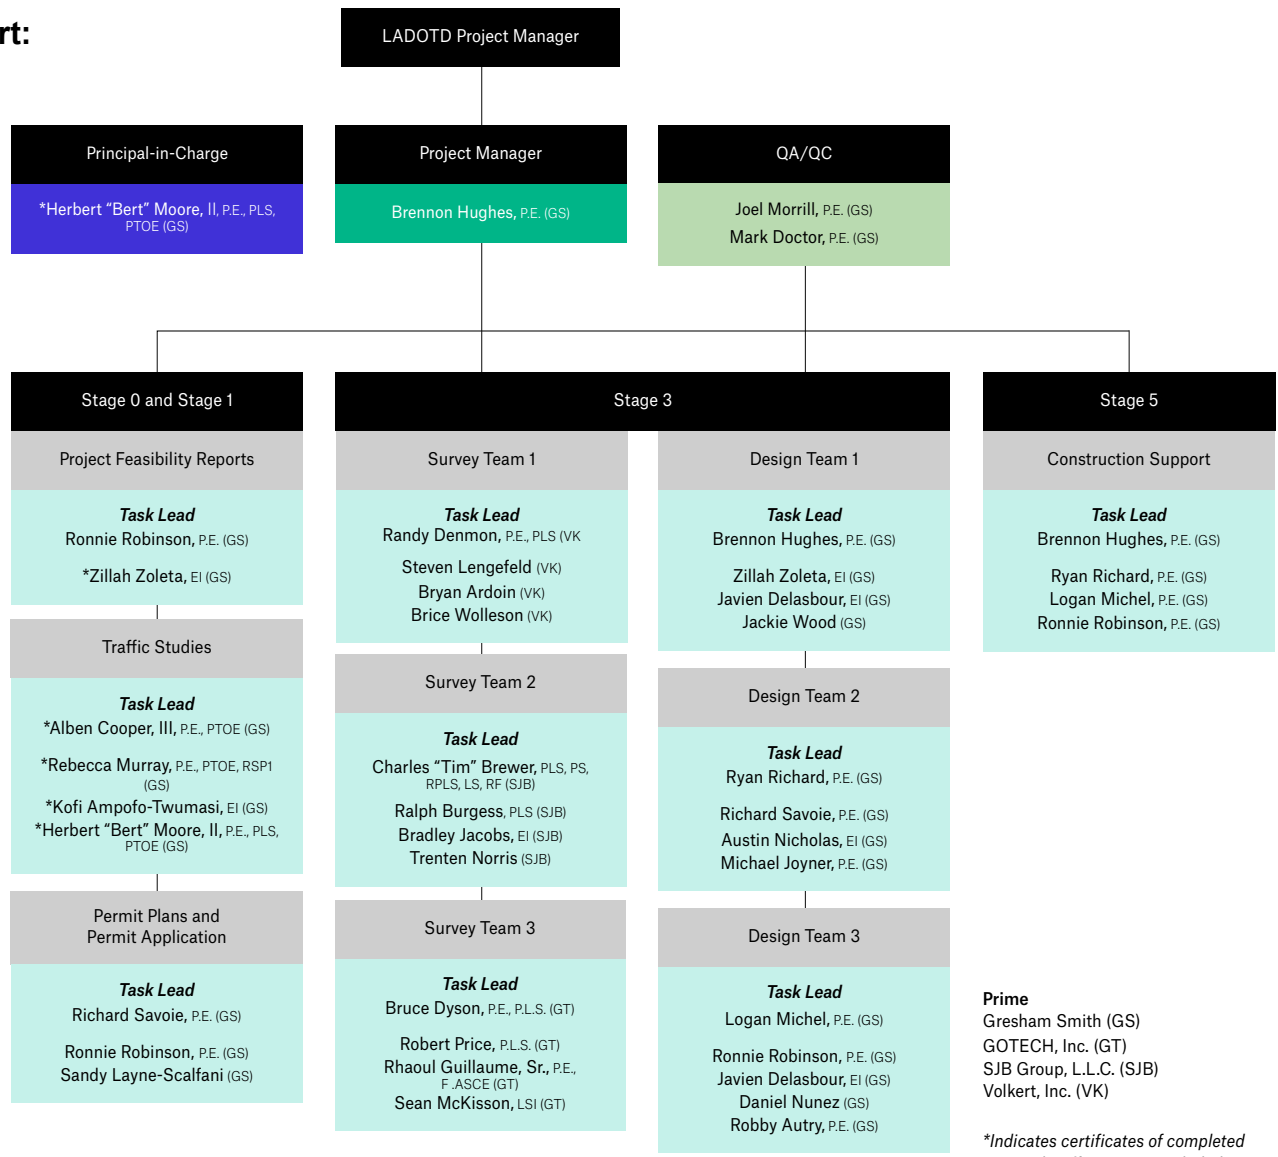 rt:
LADOTD Project Manager
Principal-in-Charge
*Herbert “Bert” Moore, II, P.E., PLS,
PTOE (GS)
Project Manager
Brennon Hughes, P.E. (GS)
QA/QC
Joel Morrill, P.E. (GS)
Mark Doctor, P.E. (GS)
Stage 0 and Stage 1
Project Feasibility Reports
Task Lead
Ronnie Robinson, P.E. (GS)
*Zillah Zoleta, EI (GS)
Traffic Studies
Task Lead
*Alben Cooper, III, P.E., PTOE (GS)
*Rebecca Murray, P.E., PTOE, RSP1
(GS)
*Kofi Ampofo-Twumasi, EI (GS)
*Herbert “Bert” Moore, II, P.E., PLS,
PTOE (GS)
Permit Plans and
Permit Application
Task Lead
Richard Savoie, P.E. (GS)
Ronnie Robinson, P.E. (GS)
Sandy Layne-Scalfani (GS)
Stage 3
Survey Team 1
Task Lead
Randy Denmon, P.E., PLS (VK
Steven Lengefeld (VK)
Bryan Ardoin (VK)
Brice Wolleson (VK)
Survey Team 2
Task Lead
Charles “Tim” Brewer, PLS, PS,
RPLS, LS, RF (SJB)
Ralph Burgess, PLS (SJB)
Bradley Jacobs, EI (SJB)
Trenten Norris (SJB)
Survey Team 3
Task Lead
Bruce Dyson, P.E., P.L.S. (GT)
Robert Price, P.L.S. (GT)
Rhaoul Guillaume, Sr., P.E.,
F .ASCE (GT)
Sean McKisson, LSI (GT)
Design Team 1
Task Lead
Brennon Hughes, P.E. (GS)
Zillah Zoleta, EI (GS)
Javien Delasbour, EI (GS)
Jackie Wood (GS)
Design Team 2
Task Lead
Ryan Richard, P.E. (GS)
Richard Savoie, P.E. (GS)
Austin Nicholas, EI (GS)
Michael Joyner, P.E. (GS)
Design Team 3
Task Lead
Logan Michel, P.E. (GS)
Ronnie Robinson, P.E. (GS)
Javien Delasbour, EI (GS)
Daniel Nunez (GS)
Robby Autry, P.E. (GS)
Stage 5
Construction Support
Task Lead
Brennon Hughes, P.E. (GS)
Ryan Richard, P.E. (GS)
Logan Michel, P.E. (GS)
Ronnie Robinson, P.E. (GS)
Prime
Gresham Smith (GS)
GOTECH, Inc. (GT)
SJB Group, L.L.C. (SJB)
Volkert, Inc. (VK)
*Indicates certificates of completed